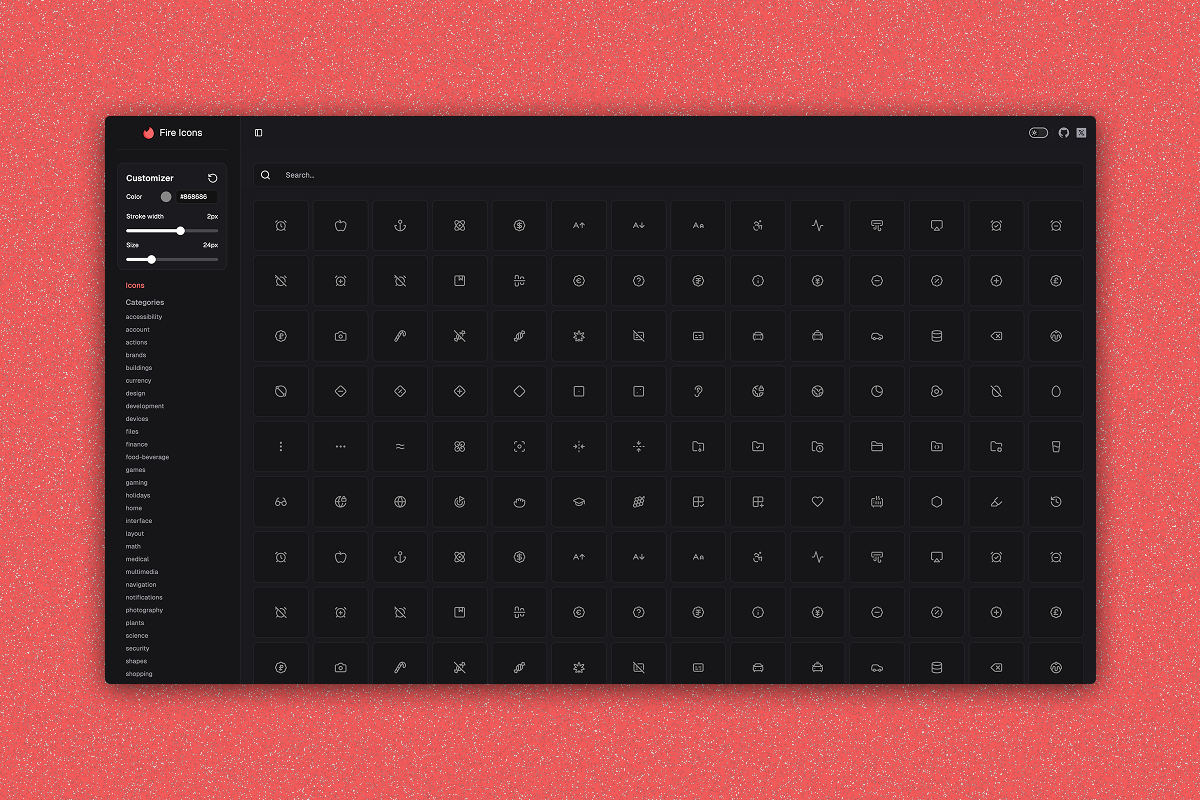 Fire Icons
Customizer
Color #868686
Stroke width 2px
Size 24px
Icons
Categories
accessibility
account
actions
brands
buildings
currency
design
development
devices
files
finance
food-beverage
games
gaming
holidays
home
interface
layout
math
medical
multimedia
navigation
notifications
photography
plants
science
security
shapes
shopping
Search...